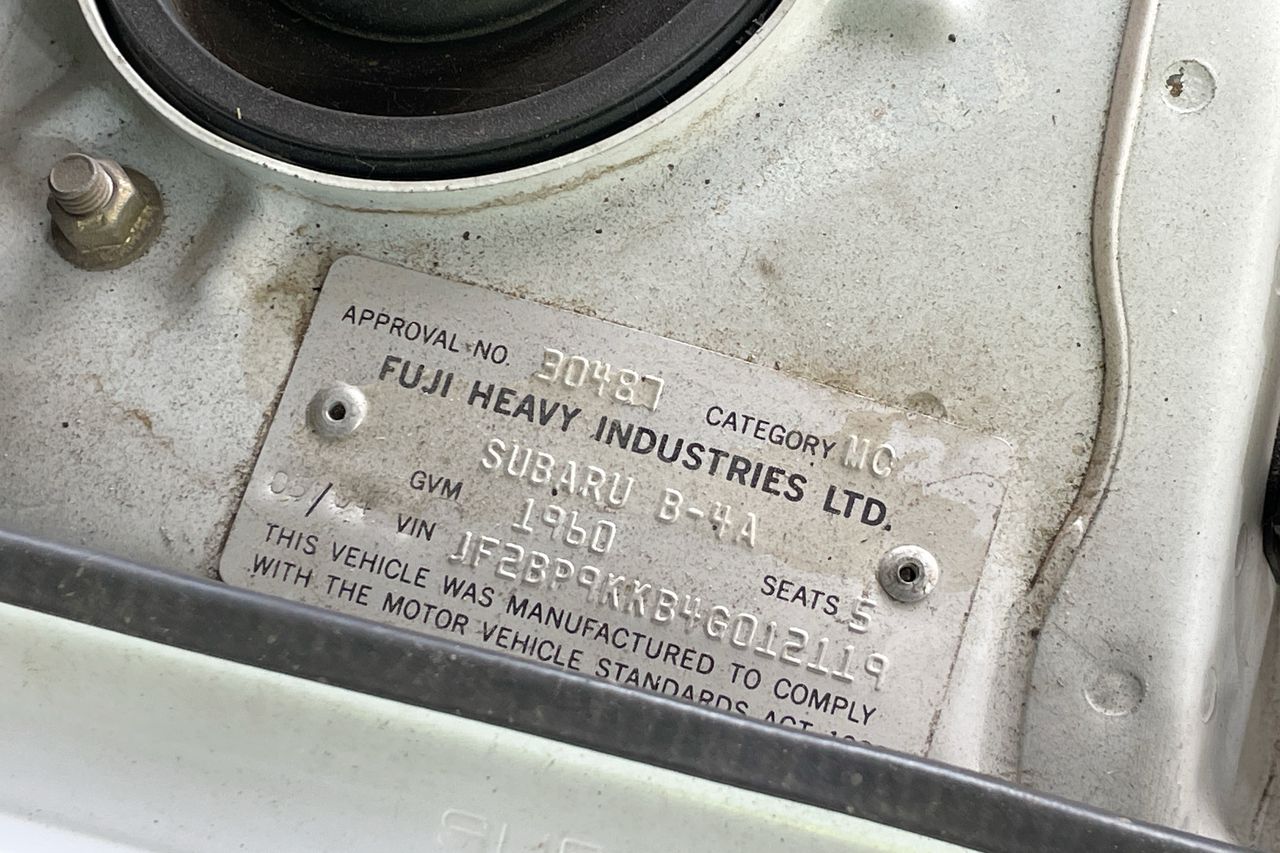 APPROVAL NO. 30487 CATEGORY MC
FUJI HEAVY INDUSTRIES LTD.
SUBARU B-4A
GVM 1960 SEATS 5
VIN JF2BP9KKB4G012119
THIS VEHICLE WAS MANUFACTURED TO COMPLY
WITH THE MOTOR VEHICLE STANDARDS ACT